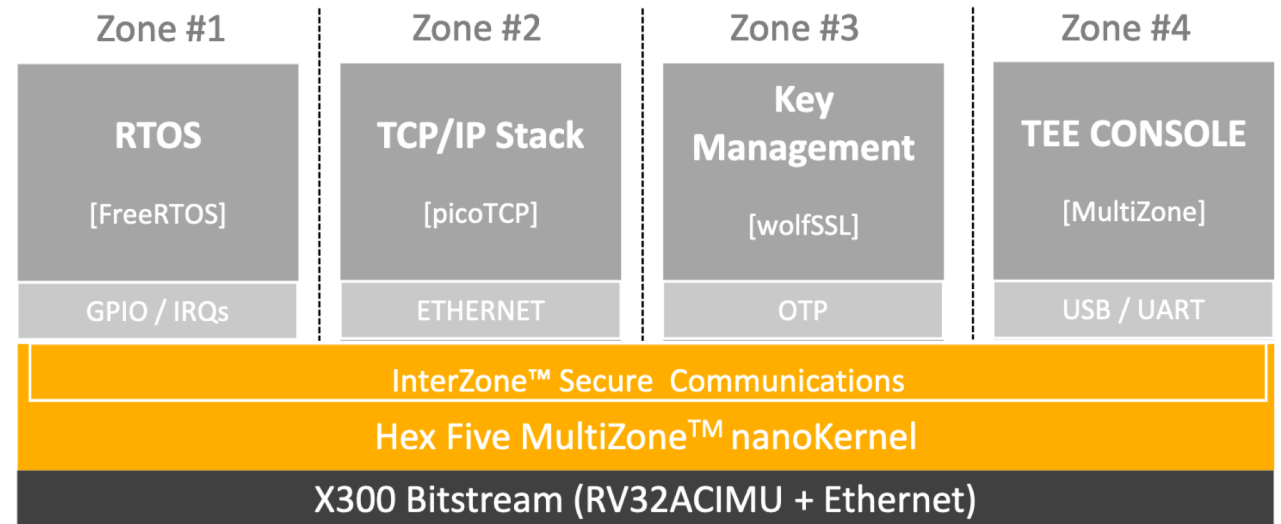 Zone #1
Zone #2
Zone #3
Zone #4
RTOS
[FreeRTOS]
GPIO / IRQs
TCP/IP Stack
[picoTCP]
ETHERNET
Key
Management
[wolfSSL]
OTP
TEE CONSOLE
[MultiZone]
USB / UART
InterZone™ Secure Communications
Hex Five MultiZone™ nanoKernel
X300 Bitstream (RV32ACIMU + Ethernet)